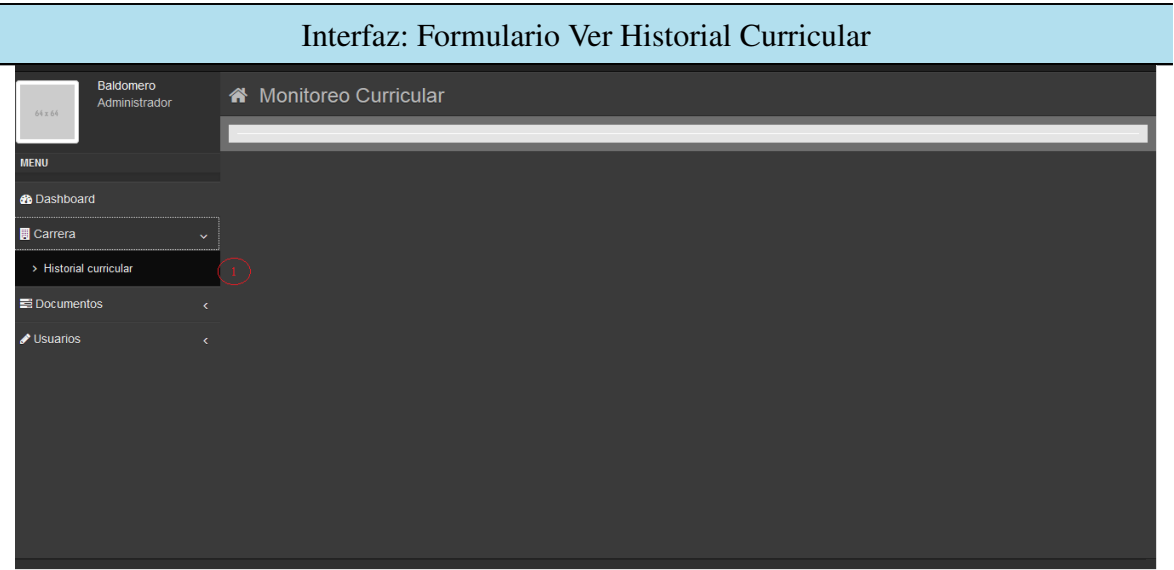 Interfaz: Formulario Ver Historial Curricular
Baldomero
Administrador
64 x 64
Monitoreo Curricular
MENU
Dashboard
Carrera
Historial curricular
1
Documentos
Usuarios